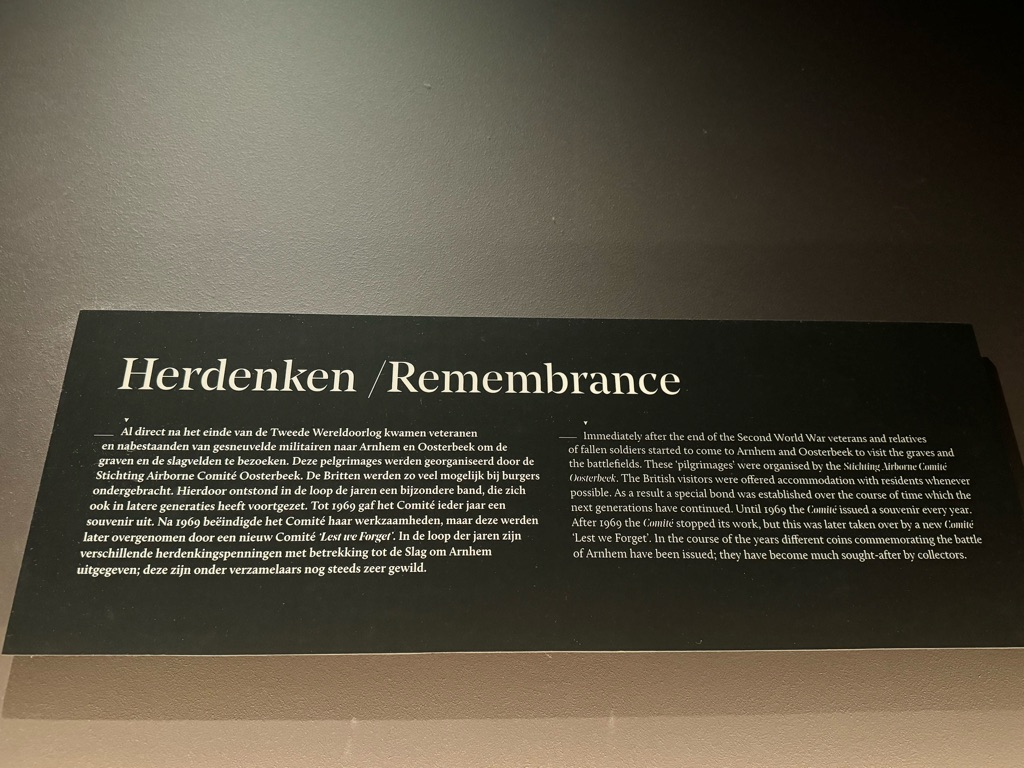 Herdenken / Remembrance
Al direct na het einde van de Tweede Wereldoorlog kwamen veteranen
en nabestaanden van gesneuvelde militairen naar Arnhem en Oosterbeek om de
graven en de slagvelden te bezoeken. Deze pelgrimages werden georganiseerd door de
Stichting Airborne Comité Oosterbeek. De Britten werden zo veel mogelijk bij burgers
ondergebracht. Hierdoor ontstond in de loop de jaren een bijzondere band, die zich
ook in latere generaties heeft voortgezet. Tot 1969 gaf het Comité ieder jaar een
souvenir uit. Na 1969 beëindigde het Comité haar werkzaamheden, maar deze werden
later overgenomen door een nieuw Comité 'Lest we Forget'. In de loop der jaren zijn
verschillende herdenkingspenningen met betrekking tot de Slag om Arnhem
uitgegeven; deze zijn onder verzamelaars nog steeds zeer gewild.
Immediately after the end of the Second World War veterans and relatives
of fallen soldiers started to come to Arnhem and Oosterbeek to visit the graves and
the battlefields. These 'pilgrimages' were organised by the Stichting Airborne Comité
Oosterbeek. The British visitors were offered accommodation with residents whenever
possible. As a result a special bond was established over the course of time which the
next generations have continued. Until 1969 the Comité issued a souvenir every year.
After 1969 the Comité stopped its work, but this was later taken over by a new Comité
'Lest we Forget'. In the course of the years different coins commemorating the battle
of Arnhem have been issued; they have become much sought-after by collectors.